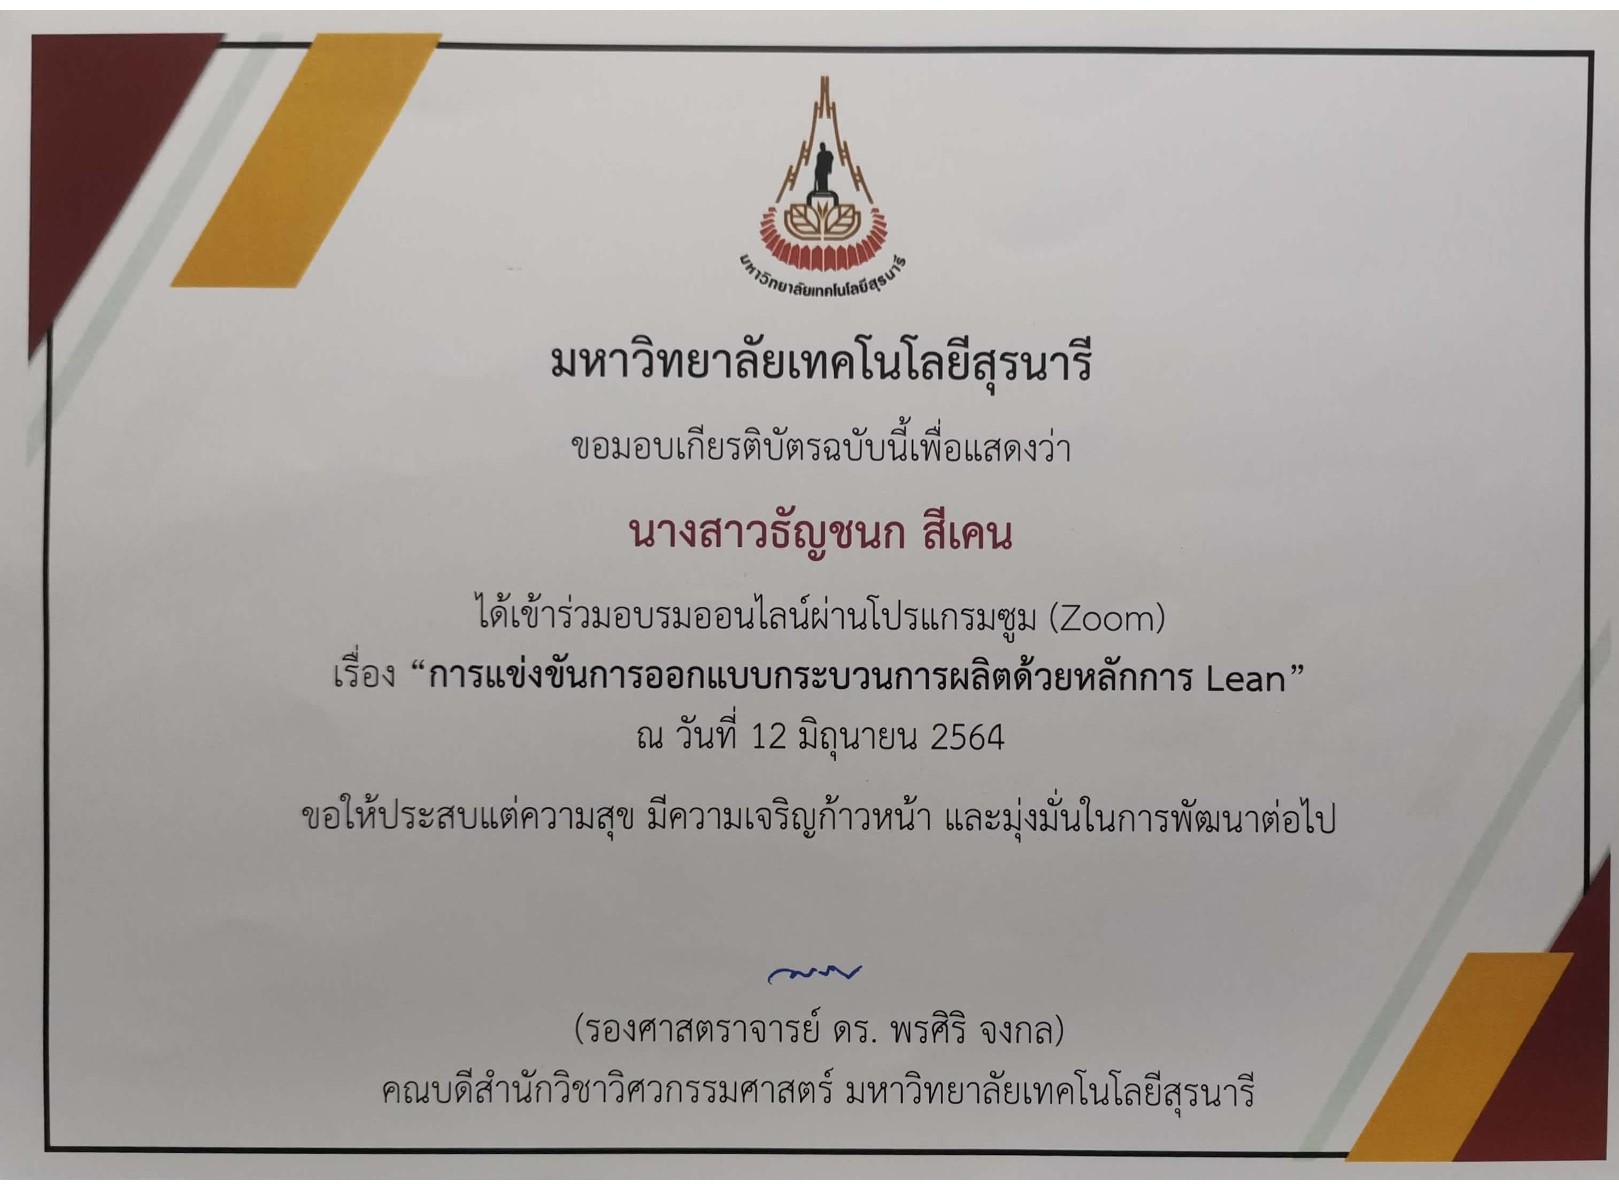 มหาวิทยาลัยเทคโนโลยีสุรนารี
มหาวิทยาลัยเทคโนโลยีสุรนารี
ขอมอบเกียรติบัตรฉบับนี้เพื่อแสดงว่า
นางสาวธัญชนก สีเคน
ได้เข้าร่วมอบรมออนไลน์ผ่านโปรแกรมซูม (Zoom)
เรื่อง “การแข่งขันการออกแบบกระบวนการผลิตด้วยหลักการ Lean”
ณ วันที่ 12 มิถุนายน 2564
ขอให้ประสบแต่ความสุข มีความเจริญก้าวหน้า และมุ่งมั่นในการพัฒนาต่อไป
(รองศาสตราจารย์ ดร. พรศิริ จงกล)
คณบดีสำนักวิชาวิศวกรรมศาสตร์ มหาวิทยาลัยเทคโนโลยีสุรนารี